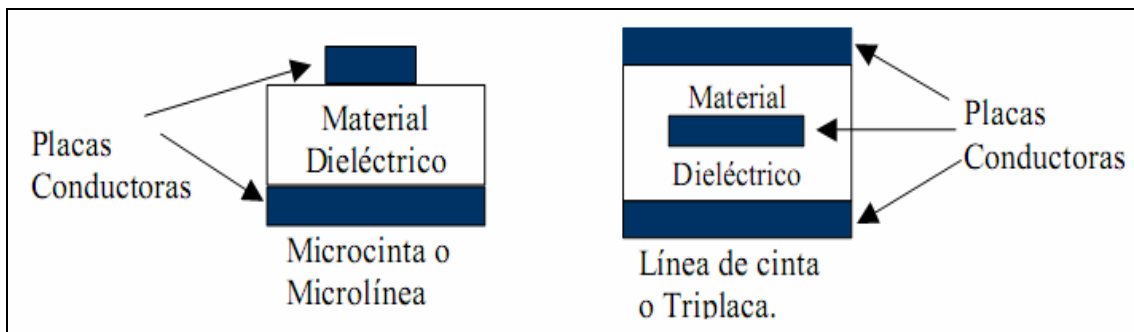 Placas
Conductoras
Material
Dieléctrico
Microcinta o
Microlínea
Material
Dieléctrico
Placas
Conductoras
Línea de cinta
o Triplaca.